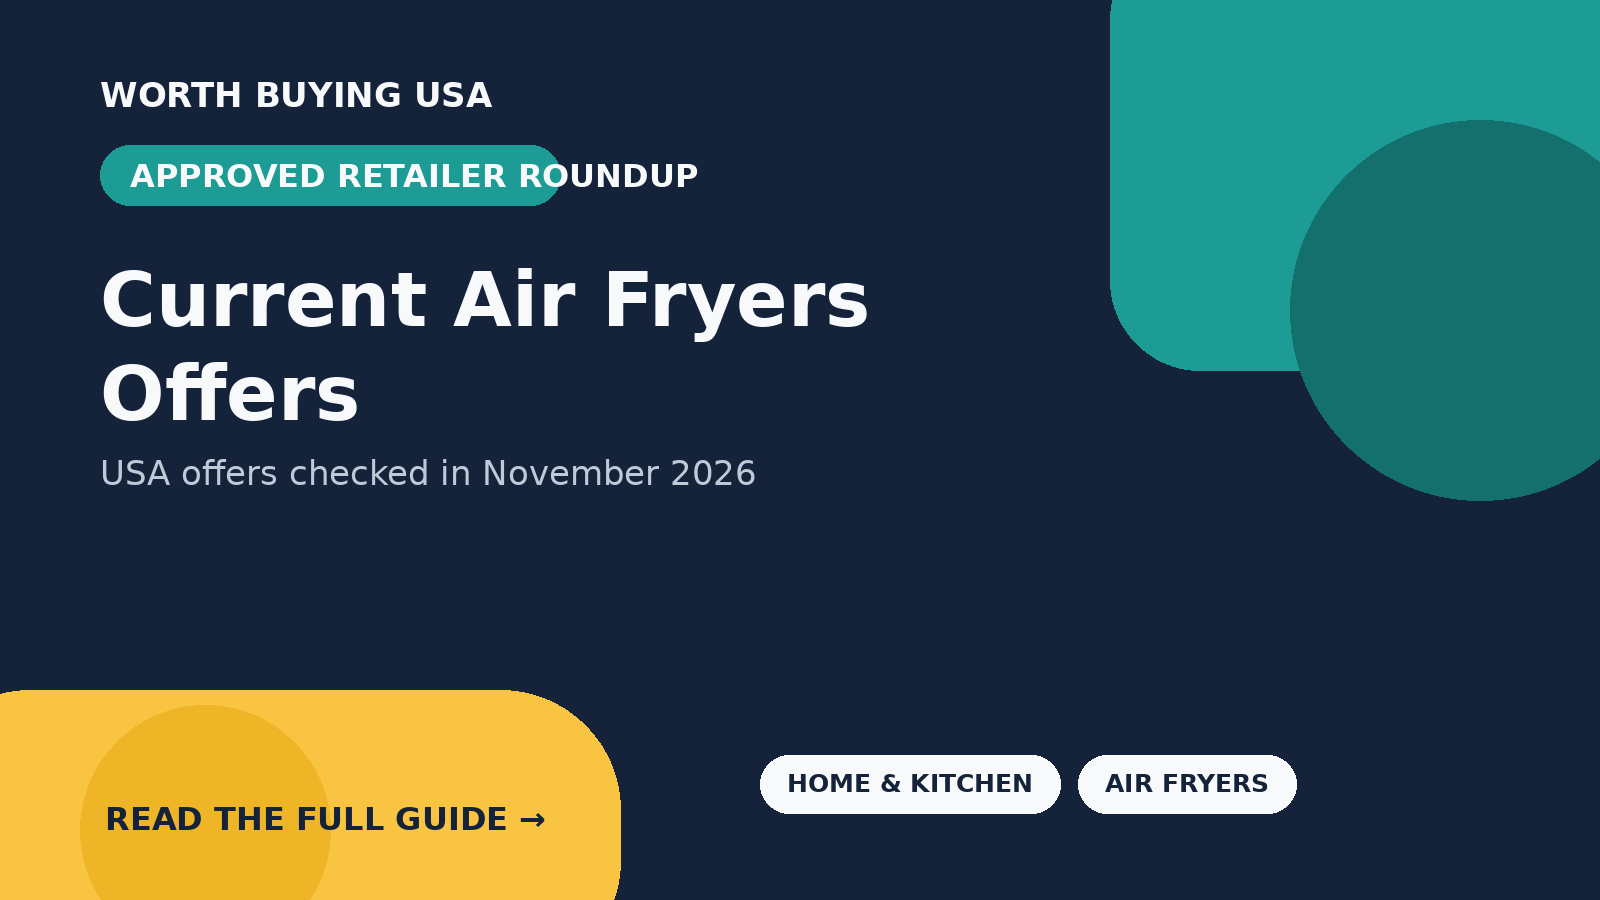 WORTH BUYING USA
APPROVED RETAILER ROUNDUP
Current Air Fryers
Offers
USA offers checked in November 2026
READ THE FULL GUIDE →
HOME & KITCHEN
AIR FRYERS